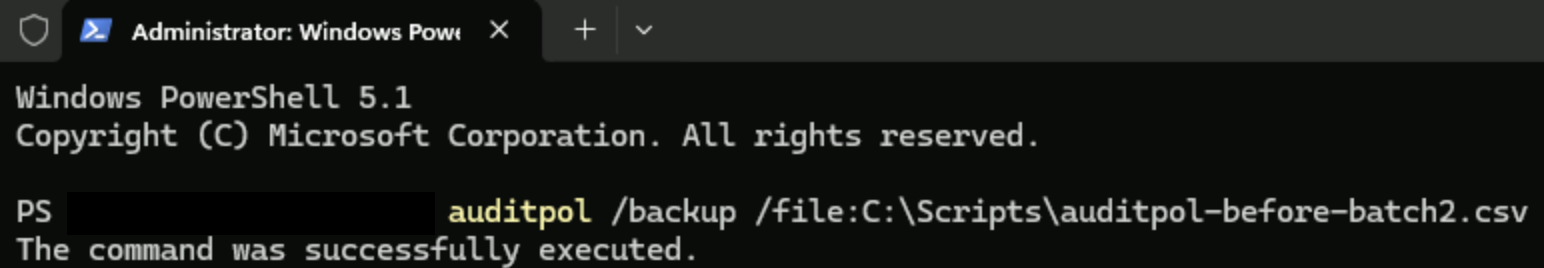 Administrator: Windows Powe
Windows PowerShell 5.1
Copyright (C) Microsoft Corporation. All rights reserved.
PS auditpol /backup /file:C:\Scripts\auditpol-before-batch2.csv
The command was successfully executed.